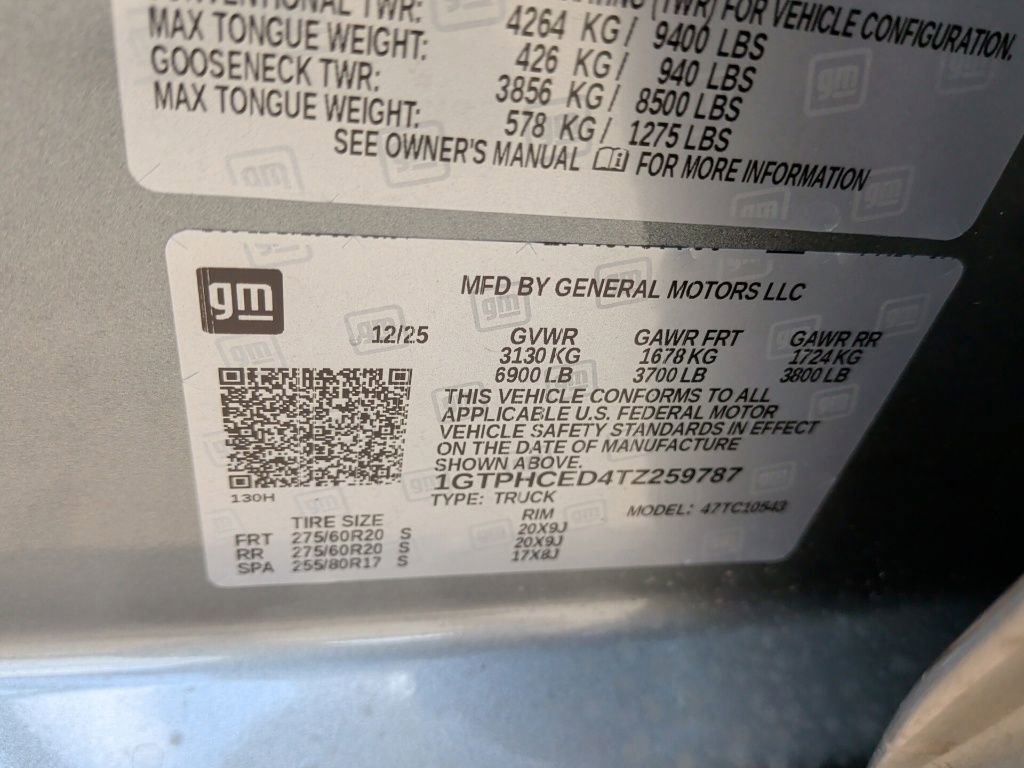 TWR:
(TWR) FOR VEHICLE CONFIGURATION.
4264 KG/ 9400 LBS
MAX TONGUE WEIGHT: 426 KG/ 940 LBS
GOOSENECK TWR: 3856 KG/ 8500 LBS
MAX TONGUE WEIGHT: 578 KG/ 1275 LBS
SEE OWNER'S MANUAL FOR MORE INFORMATION
gm
MFD BY GENERAL MOTORS LLC
12/25 GVWR GAWR FRT GAWR RR
3130 KG 1678 KG 1724 KG
6900 LB 3700 LB 3800 LB
THIS VEHICLE CONFORMS TO ALL
APPLICABLE U.S. FEDERAL MOTOR
VEHICLE SAFETY STANDARDS IN EFFECT
ON THE DATE OF MANUFACTURE
SHOWN ABOVE.
1GTPHCED4TZ259787
130H
TYPE: TRUCK MODEL: 47TC10543
TIRE SIZE RIM
FRT 275/60R20 S 20X9J
RR 275/60R20 S 20X9J
SPA 255/80R17 S 17X8J